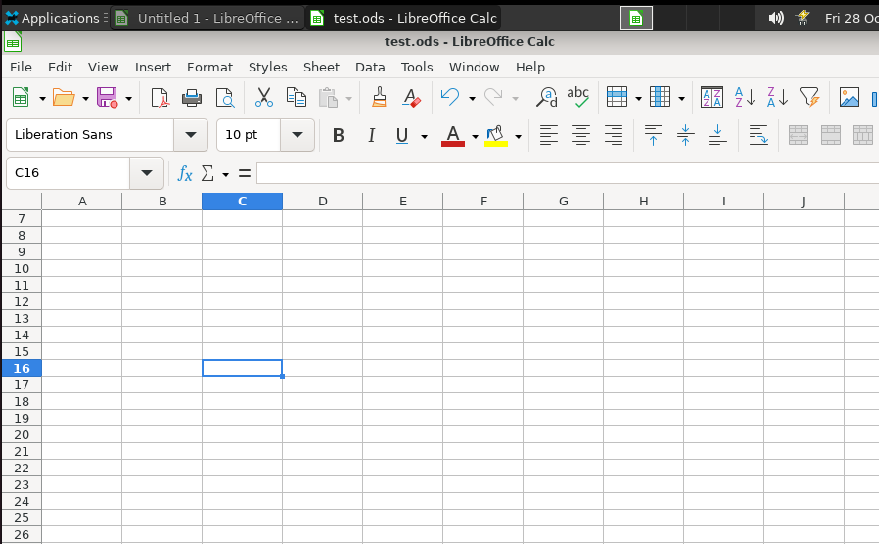 Applications Untitled 1 - LibreOffice ... test.ods - LibreOffice Calc Fri 28 Oc
test.ods - LibreOffice Calc
File Edit View Insert Format Styles Sheet Data Tools Window Help
abc
Liberation Sans 10 pt B I U A
C16 fx Σ =
A B C D E F G H I J
7
8
9
10
11
12
13
14
15
16
17
18
19
20
21
22
23
24
25
26